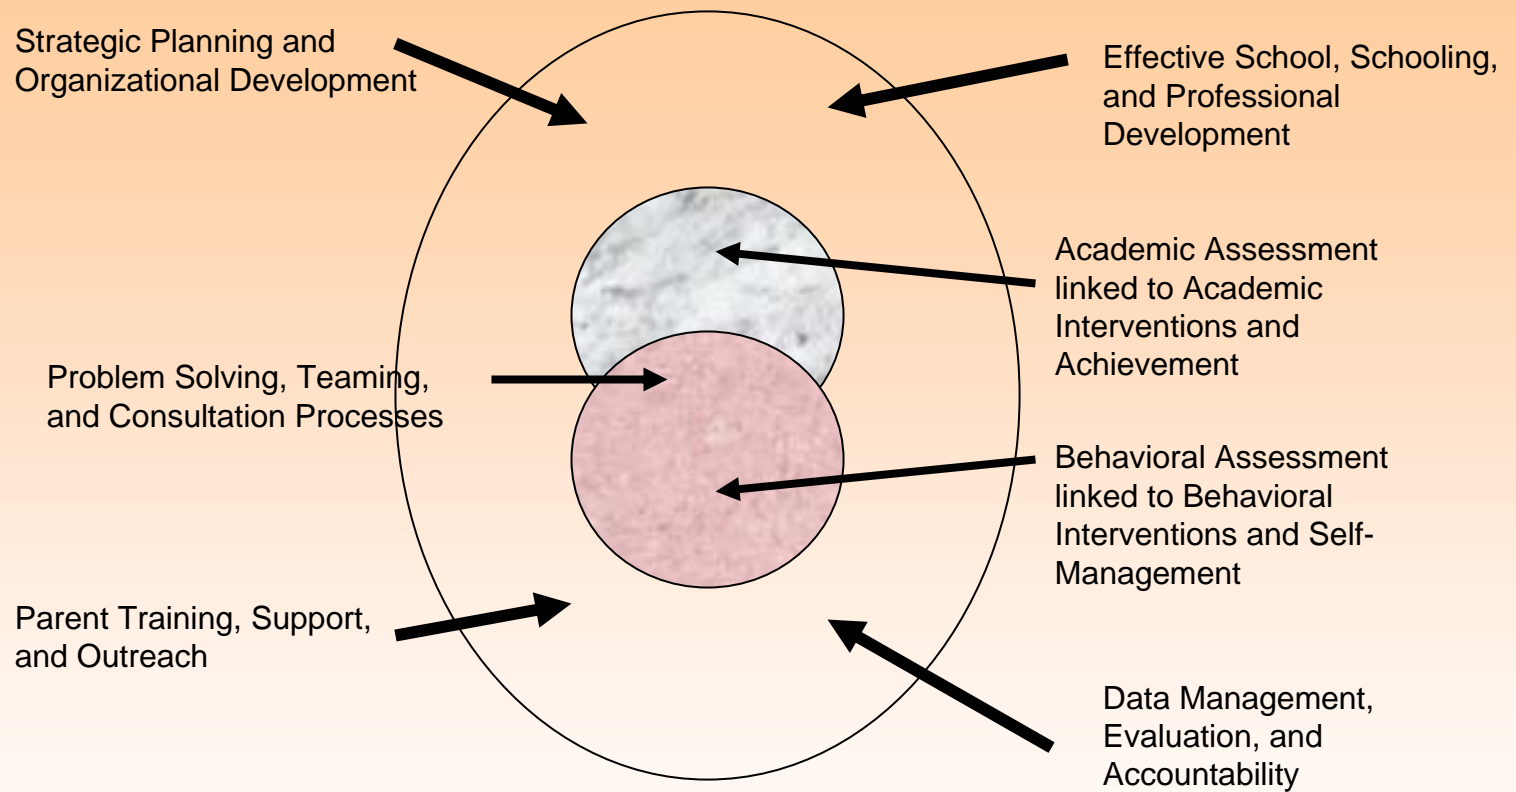 Strategic Planning and
Organizational Development
Effective School, Schooling,
and Professional
Development
Academic Assessment
linked to Academic
Interventions and
Achievement
Problem Solving, Teaming,
and Consultation Processes
Behavioral Assessment
linked to Behavioral
Interventions and Self-
Management
Parent Training, Support,
and Outreach
Data Management,
Evaluation, and
Accountability